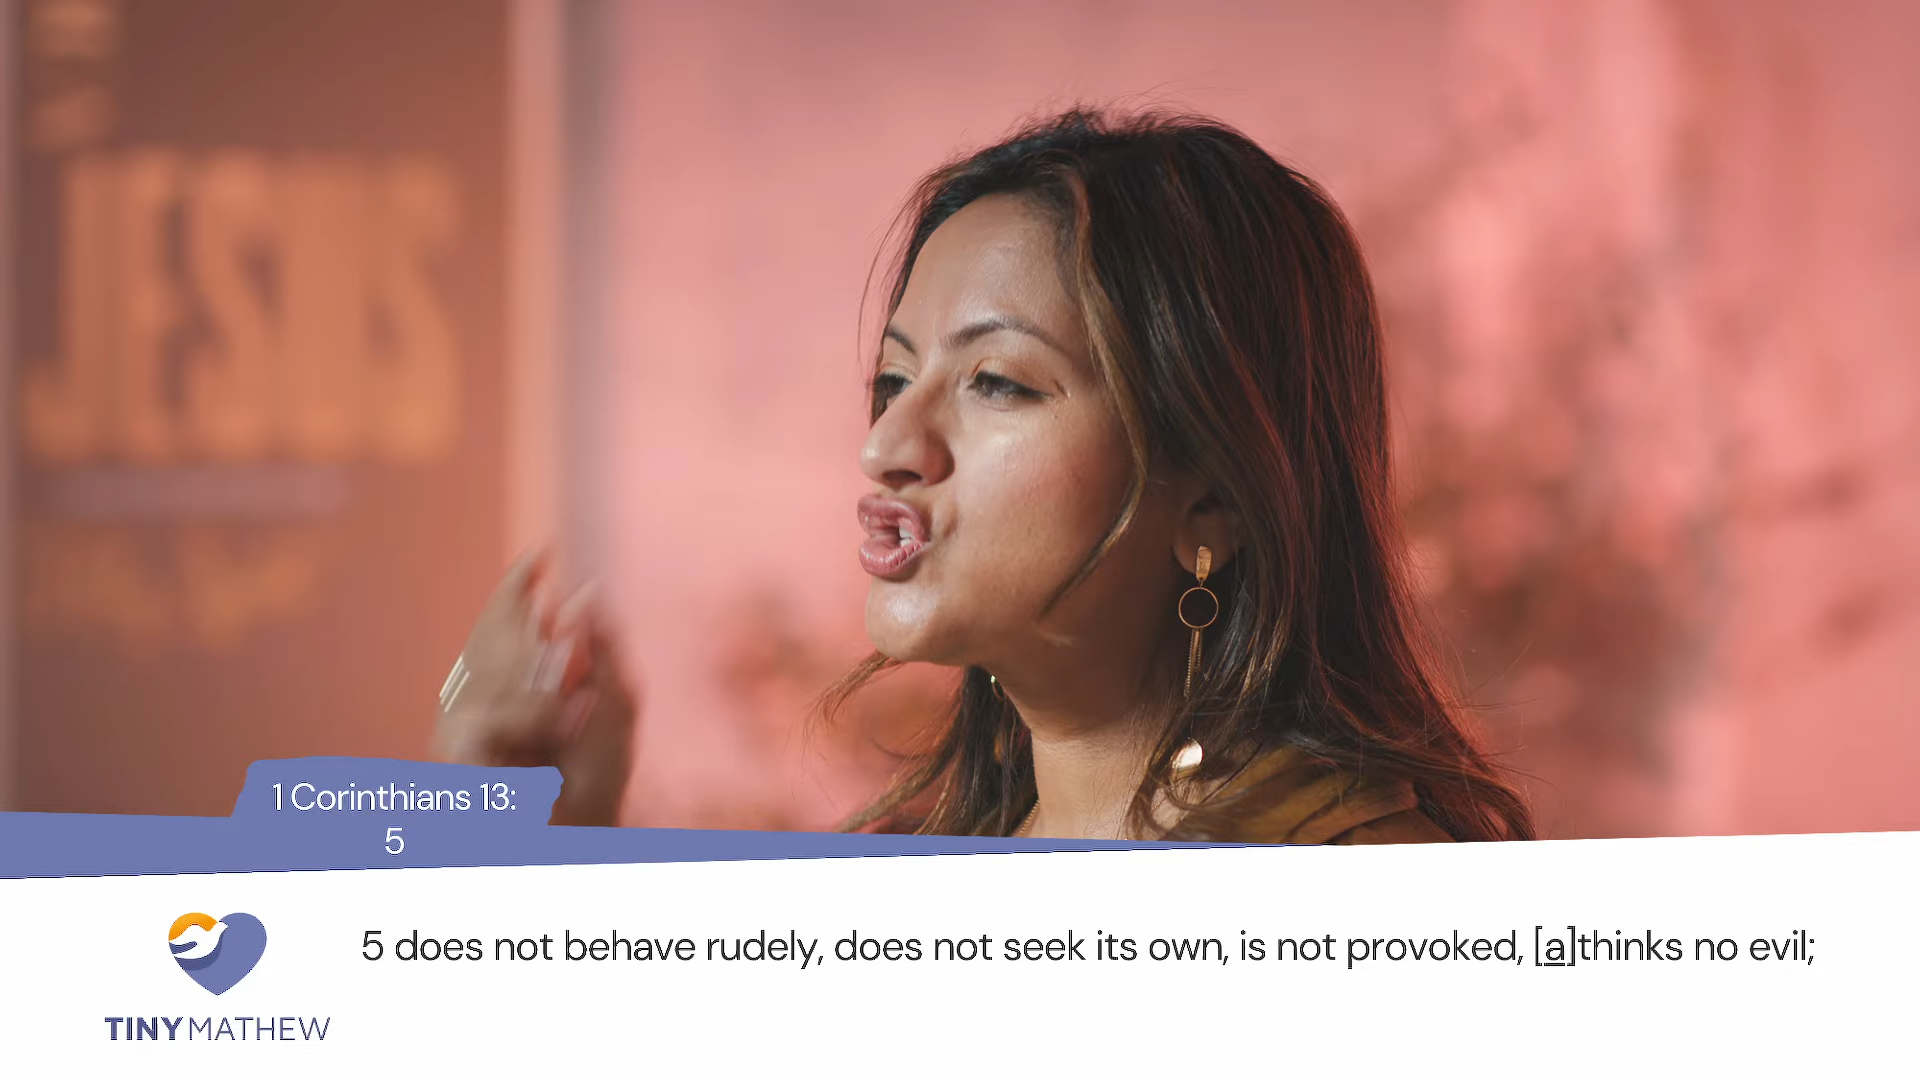 JESUS
1 Corinthians 13:
5
5 does not behave rudely, does not seek its own, is not provoked, [a]thinks no evil;
TINY MATHEW